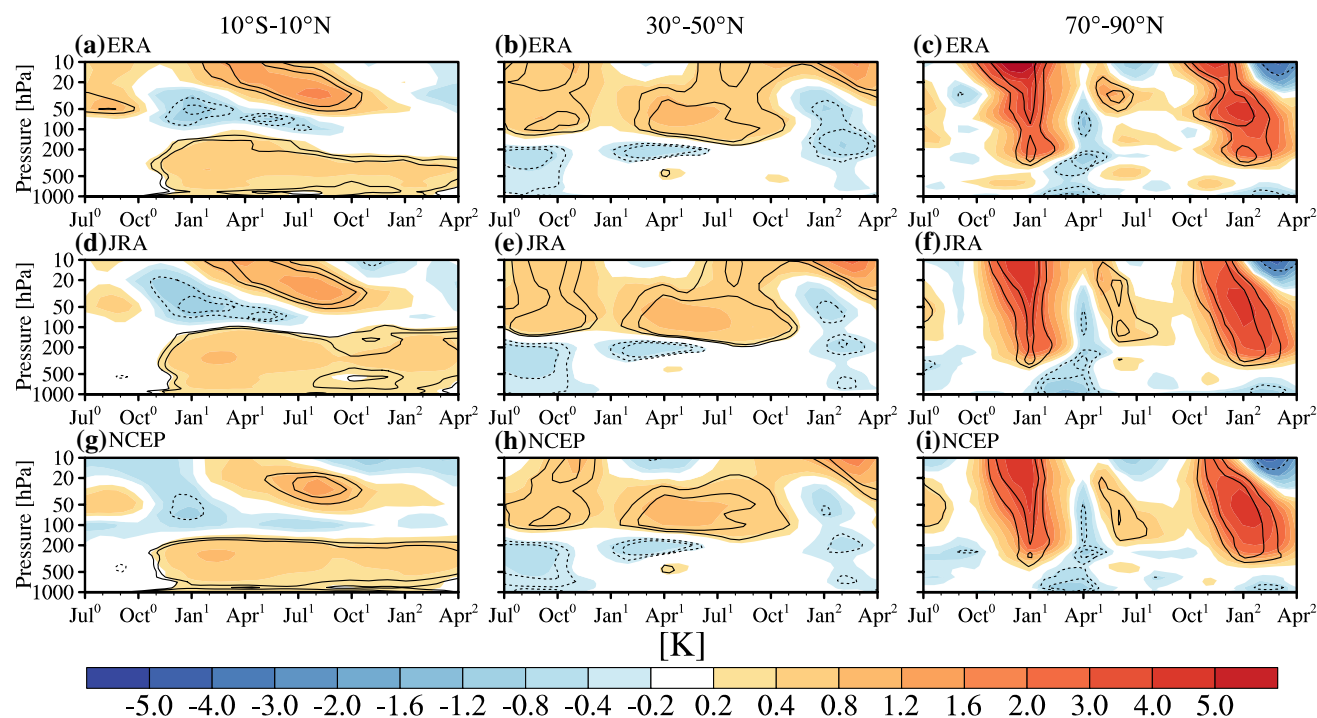 10°S-10°N 30°-50°N 70°-90°N
(a) ERA (b) ERA (c) ERA
Pressure [hPa]
10
20
50
100
200
500
1000
Jul⁰ Oct⁰ Jan¹ Apr¹ Jul¹ Oct¹ Jan² Apr² Jul⁰ Oct⁰ Jan¹ Apr¹ Jul¹ Oct¹ Jan² Apr² Jul⁰ Oct⁰ Jan¹ Apr¹ Jul¹ Oct¹ Jan² Apr²
(d) JRA (e) JRA (f) JRA
Pressure [hPa]
10
20
50
100
200
500
1000
Jul⁰ Oct⁰ Jan¹ Apr¹ Jul¹ Oct¹ Jan² Apr² Jul⁰ Oct⁰ Jan¹ Apr¹ Jul¹ Oct¹ Jan² Apr² Jul⁰ Oct⁰ Jan¹ Apr¹ Jul¹ Oct¹ Jan² Apr²
(g) NCEP (h) NCEP (i) NCEP
Pressure [hPa]
10
20
50
100
200
500
1000
Jul⁰ Oct⁰ Jan¹ Apr¹ Jul¹ Oct¹ Jan² Apr² Jul⁰ Oct⁰ Jan¹ Apr¹ Jul¹ Oct¹ Jan² Apr² Jul⁰ Oct⁰ Jan¹ Apr¹ Jul¹ Oct¹ Jan² Apr²
[K]
-5.0 -4.0 -3.0 -2.0 -1.6 -1.2 -0.8 -0.4 -0.2 0.2 0.4 0.8 1.2 1.6 2.0 3.0 4.0 5.0